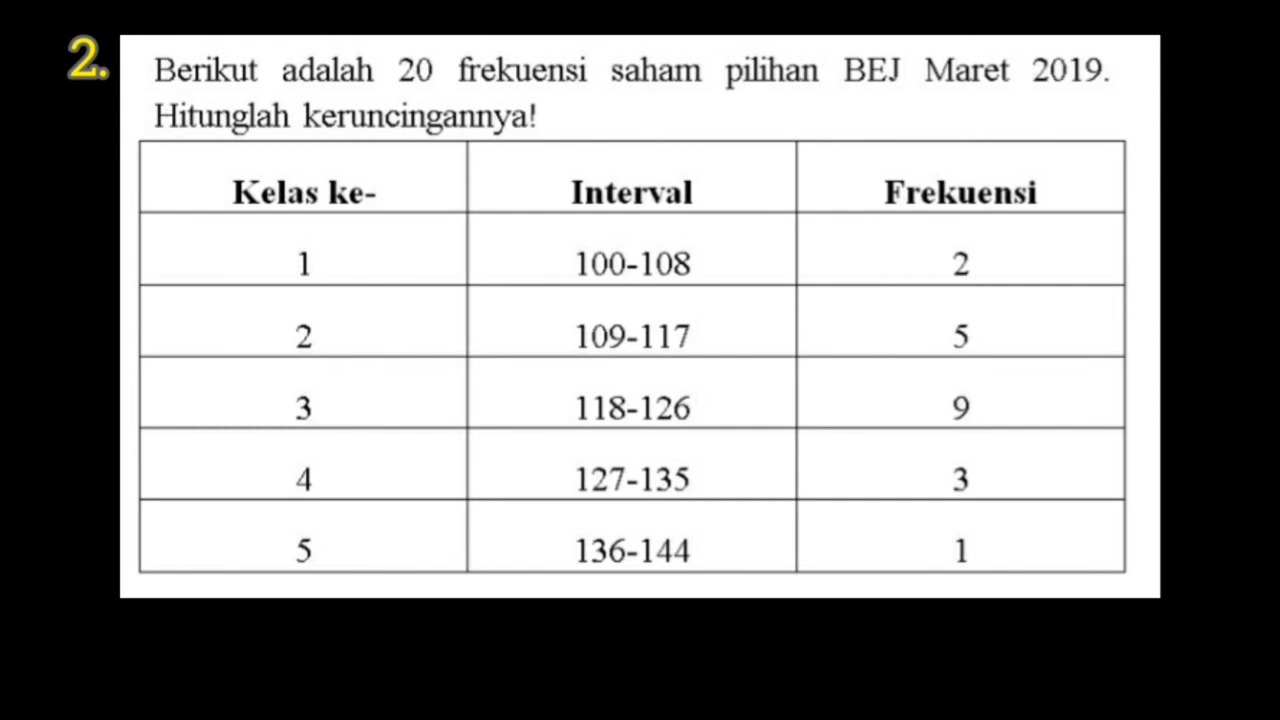 2.
Berikut adalah 20 frekuensi saham pilihan BEJ Maret 2019.
Hitunglah keruncingannya!
Kelas ke- Interval Frekuensi
1 100-108 2
2 109-117 5
3 118-126 9
4 127-135 3
5 136-144 1